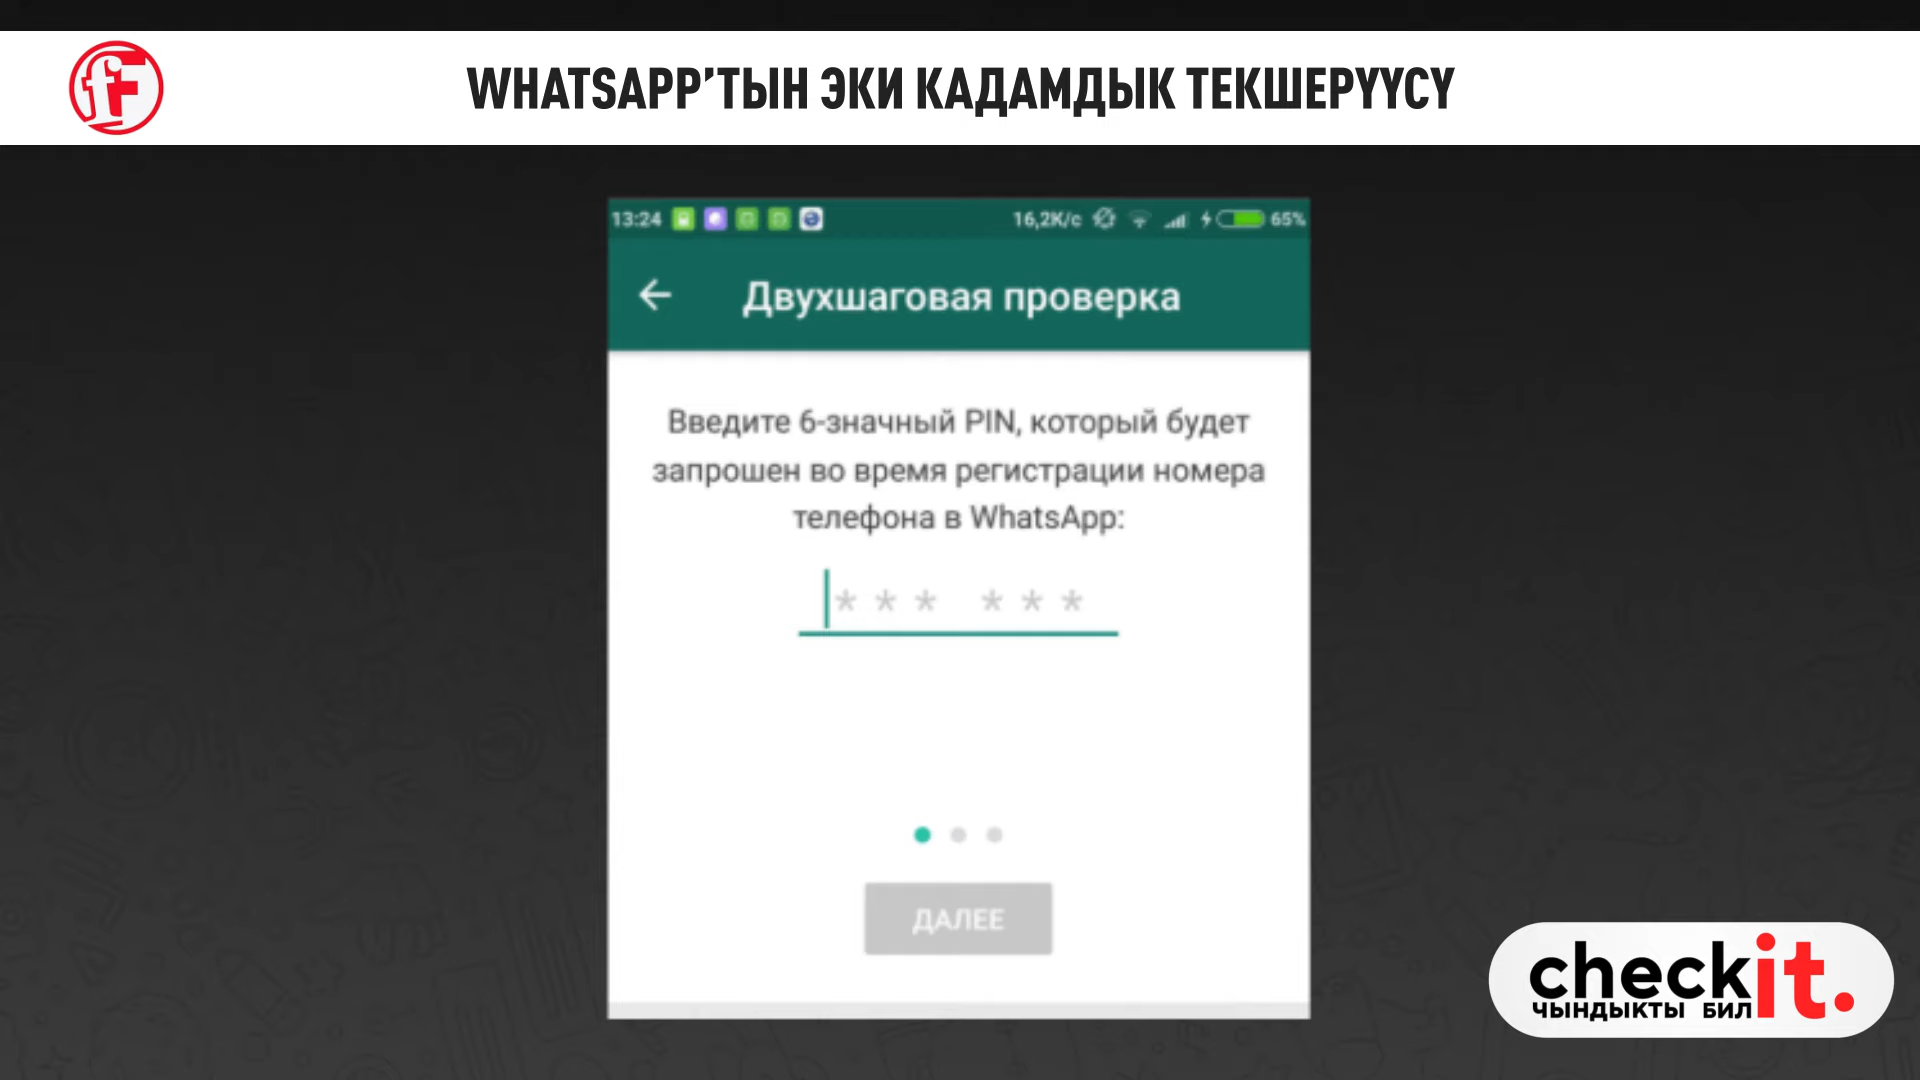 WHATSAPP’ТЫН ЭКИ КАДАМДЫК ТЕКШЕРҮҮСҮ
13:24 16,2K/c 65%
Двухшаговая проверка
Введите 6-значный PIN, который будет
запрошен во время регистрации номера
телефона в WhatsApp:
* * * * * *
ДАЛЕЕ
checkit.
ЧЫНДЫКТЫ БИЛ